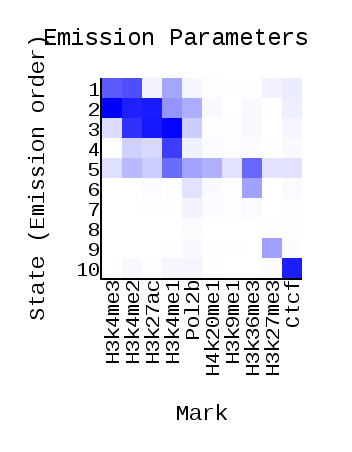 Emission Parameters
State (Emission order)
1
2
3
4
5
6
7
8
9
10
H3k4me3
H3k4me2
H3k27ac
H3k4me1
Pol2b
H4k20me1
H3k9me1
H3k36me3
H3k27me3
Ctcf
Mark